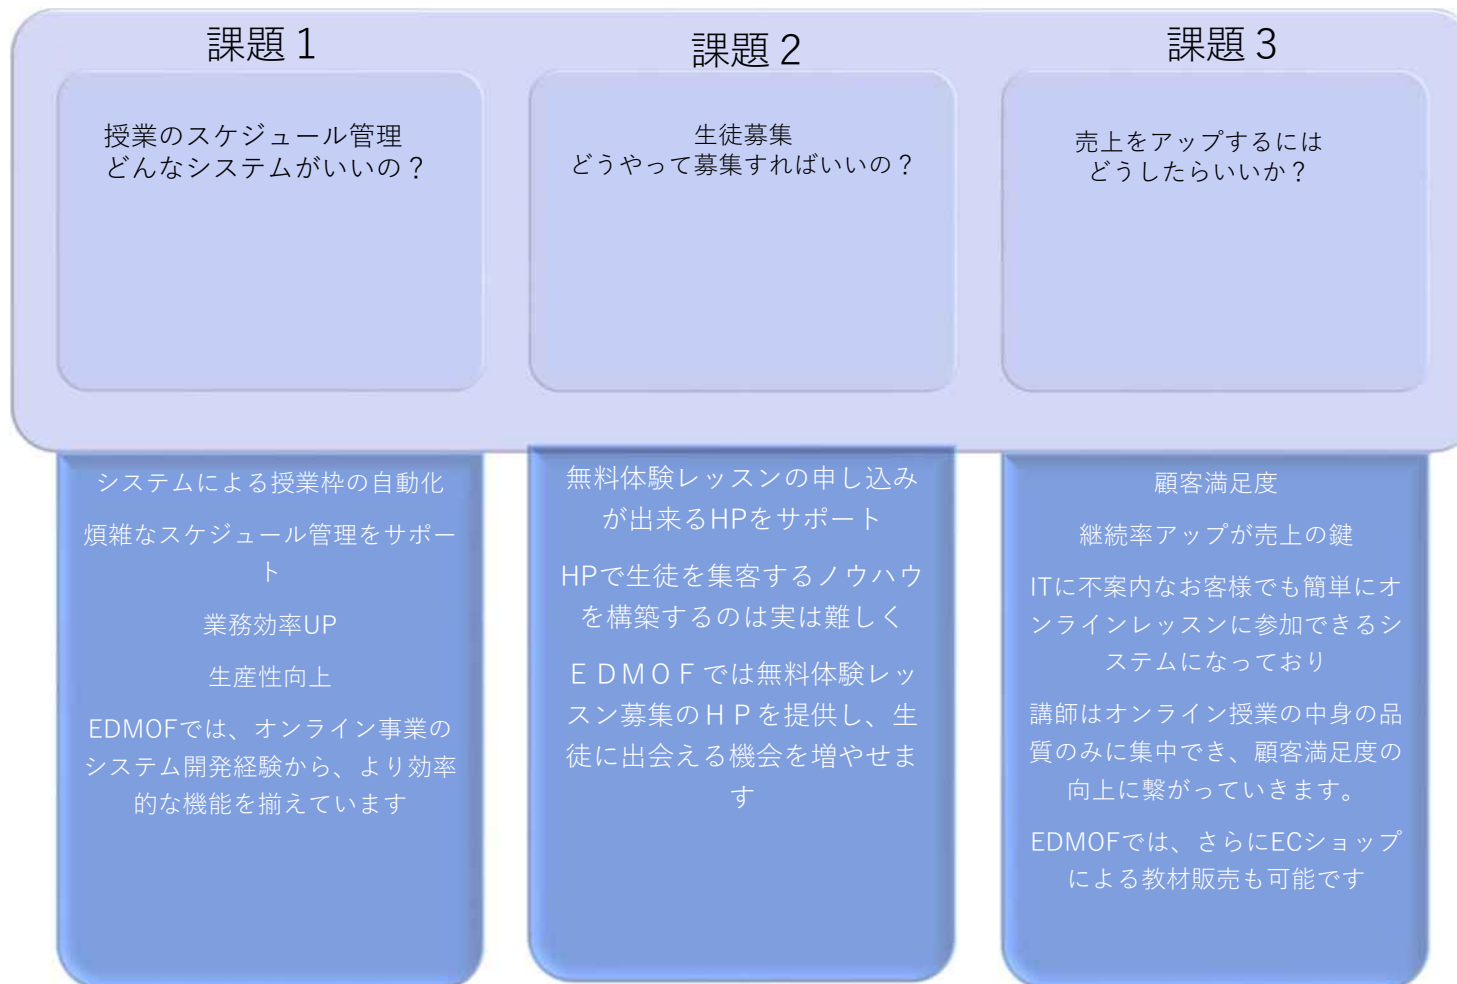 課題１
授業のスケジュール管理
どんなシステムがいいの？
システムによる授業枠の自動化
煩雑なスケジュール管理をサポー
ト
業務効率UP
生産性向上
EDMOFでは、オンライン事業の
システム開発経験から、より効率
的な機能を揃えています
課題２
生徒募集
どうやって募集すればいいの？
無料体験レッスンの申し込み
が出来るHPをサポート
HPで生徒を集客するノウハウ
を構築するのは実は難しく
ＥＤＭＯＦでは無料体験レッ
スン募集のＨＰを提供し、生
徒に出会える機会を増やせま
す
課題３
売上をアップするには
どうしたらいいか？
顧客満足度
継続率アップが売上の鍵
ITに不案内なお客様でも簡単にオ
ンラインレッスンに参加できるシ
ステムになっており
講師はオンライン授業の中身の品
質のみに集中でき、顧客満足度の
向上に繋がっていきます。
EDMOFでは、さらにECショップ
による教材販売も可能です